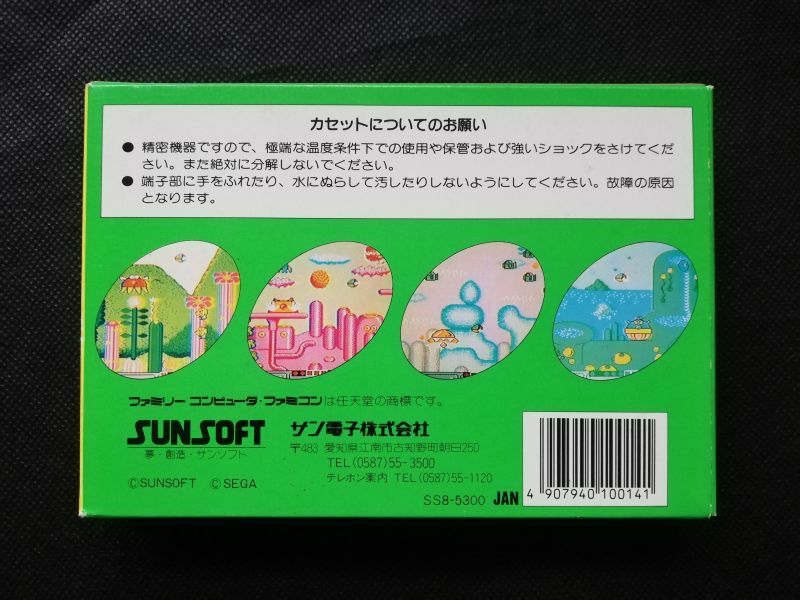 カセットについてのお願い
● 精密機器ですので、極端な温度条件下での使用や保管および強いショックをさけてくだ
さい。また絶対に分解しないでください。
● 端子部に手をふれたり、水にぬらして汚したりしないようにしてください。故障の原因
となります。
ファミリーコンピュータ・ファミコンは任天堂の商標です。
SUNSOFT サン電子株式会社
夢・創造・サンソフト 〒483 愛知県江南市古知野町朝日250
TEL(0587)55-3500
テレホン案内 TEL(0587)55-1120
©SUNSOFT ©SEGA
SS8-5300 JAN 4 907940 100141